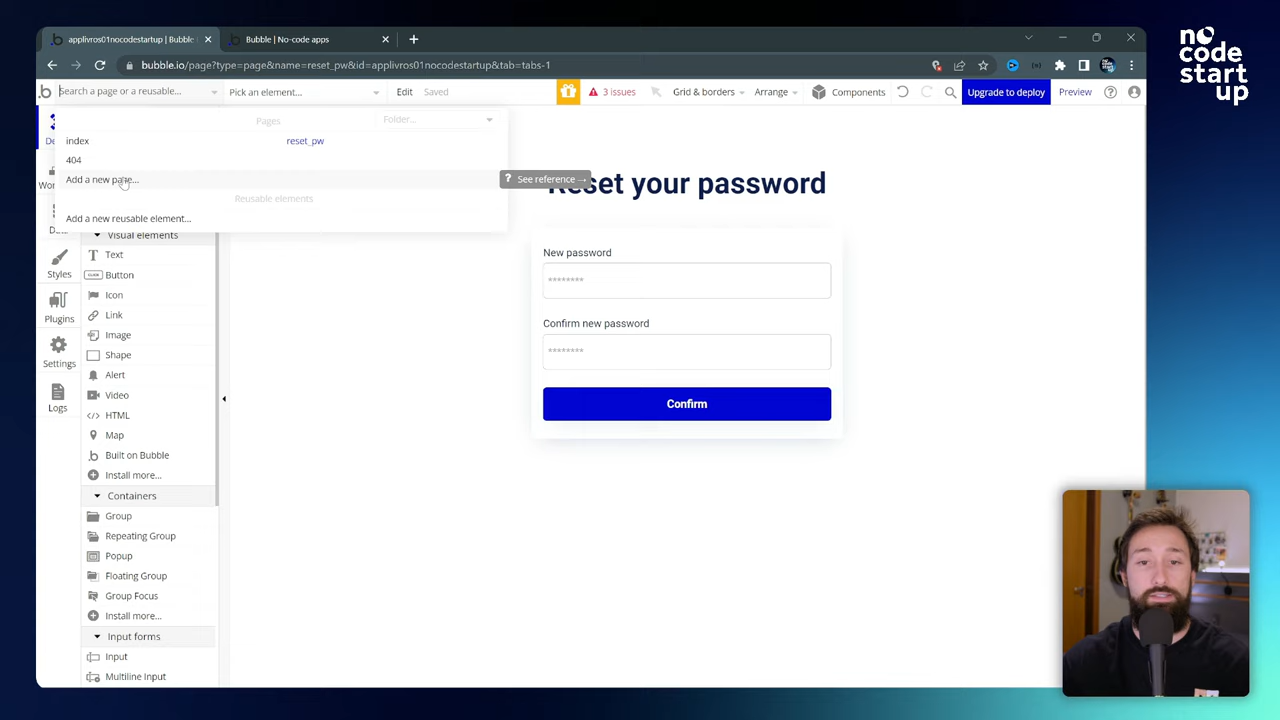 applivros01nocodestartup | Bubble
Bubble | No-code apps
bubble.io/page?type=page&name=reset_pw&id=applivros01nocodestartup&tab=tabs-1
no
code
start
up
Search a page or a reusable...
Pick an element...
Edit
Saved
3 issues
Grid & borders
Arrange
Components
Upgrade to deploy
Preview
Pages
Folder...
index
reset_pw
404
Add a new page...
See reference →
Reusable elements
Add a new reusable element...
Reset your password
Visual elements
Text
Button
Icon
Link
Image
Shape
Alert
Video
HTML
Map
Built on Bubble
Install more...
Containers
Group
Repeating Group
Popup
Floating Group
Group Focus
Install more...
Input forms
Input
Multiline Input
Styles
Plugins
Settings
Logs
New password
********
Confirm new password
********
Confirm